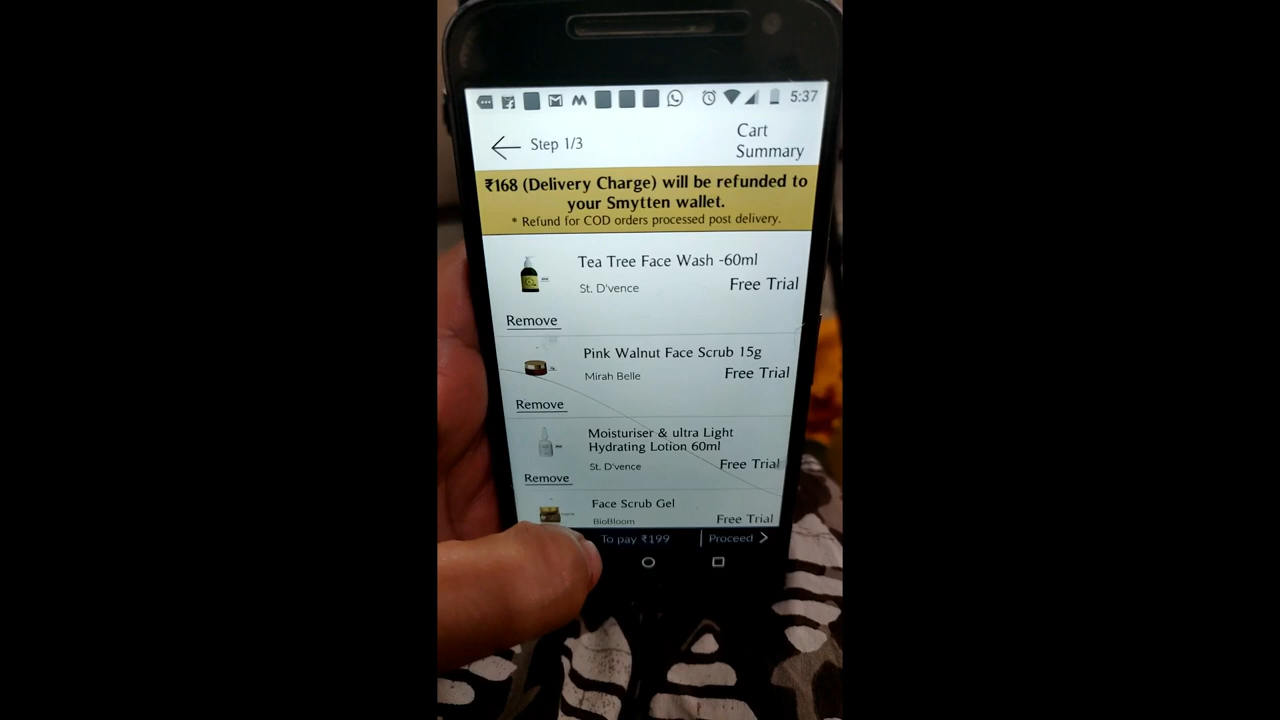 5:37
Step 1/3
Cart
Summary
₹168 (Delivery Charge) will be refunded to
your Smytten wallet.
* Refund for COD orders processed post delivery.
Tea Tree Face Wash -60ml
St. D'vence
Free Trial
Remove
Pink Walnut Face Scrub 15g
Mirah Belle
Free Trial
Remove
Moisturiser & ultra Light
Hydrating Lotion 60ml
St. D'vence
Free Trial
Remove
Face Scrub Gel
BioBloom
Free Trial
To pay ₹199
Proceed